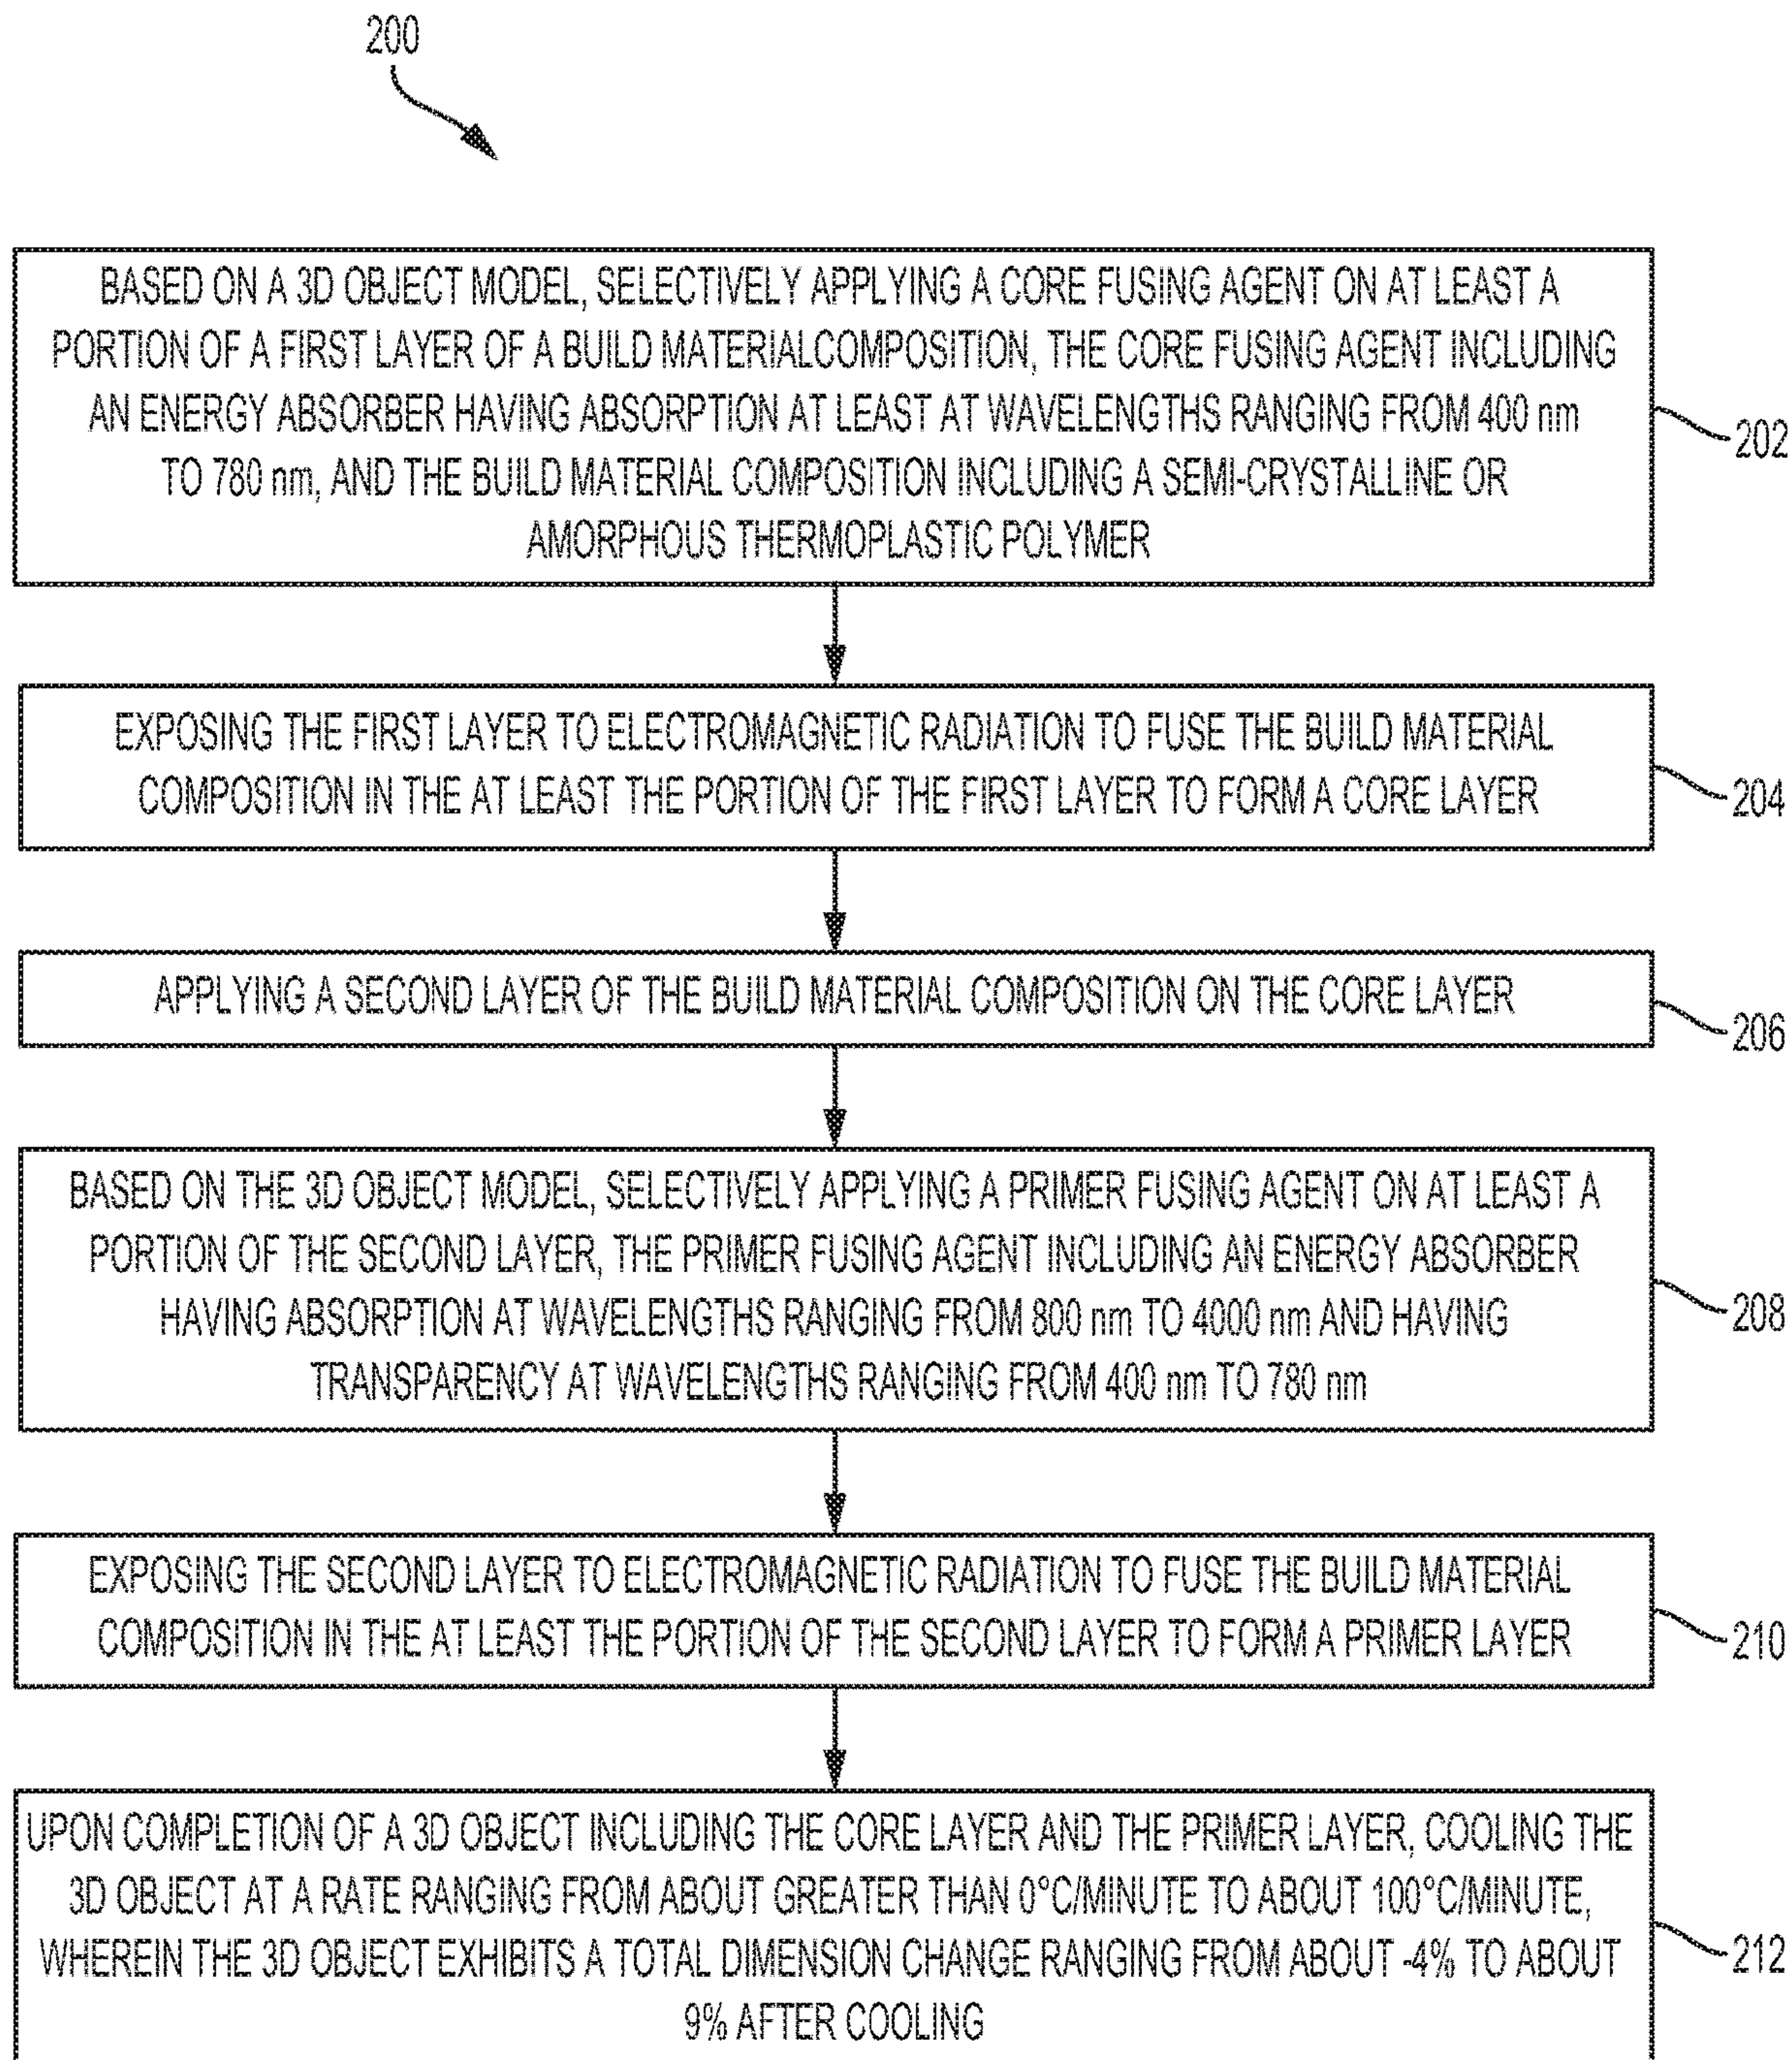 200
BASED ON A 3D OBJECT MODEL, SELECTIVELY APPLYING A CORE FUSING AGENT ON AT LEAST A
PORTION OF A FIRST LAYER OF A BUILD MATERIALCOMPOSITION, THE CORE FUSING AGENT INCLUDING
AN ENERGY ABSORBER HAVING ABSORPTION AT LEAST AT WAVELENGTHS RANGING FROM 400 nm
TO 780 nm, AND THE BUILD MATERIAL COMPOSITION INCLUDING A SEMI-CRYSTALLINE OR
AMORPHOUS THERMOPLASTIC POLYMER
202
EXPOSING THE FIRST LAYER TO ELECTROMAGNETIC RADIATION TO FUSE THE BUILD MATERIAL
COMPOSITION IN THE AT LEAST THE PORTION OF THE FIRST LAYER TO FORM A CORE LAYER
204
APPLYING A SECOND LAYER OF THE BUILD MATERIAL COMPOSITION ON THE CORE LAYER
206
BASED ON THE 3D OBJECT MODEL, SELECTIVELY APPLYING A PRIMER FUSING AGENT ON AT LEAST A
PORTION OF THE SECOND LAYER, THE PRIMER FUSING AGENT INCLUDING AN ENERGY ABSORBER
HAVING ABSORPTION AT WAVELENGTHS RANGING FROM 800 nm TO 4000 nm AND HAVING
TRANSPARENCY AT WAVELENGTHS RANGING FROM 400 nm TO 780 nm
208
EXPOSING THE SECOND LAYER TO ELECTROMAGNETIC RADIATION TO FUSE THE BUILD MATERIAL
COMPOSITION IN THE AT LEAST THE PORTION OF THE SECOND LAYER TO FORM A PRIMER LAYER
210
UPON COMPLETION OF A 3D OBJECT INCLUDING THE CORE LAYER AND THE PRIMER LAYER, COOLING THE
3D OBJECT AT A RATE RANGING FROM ABOUT GREATER THAN 0°C/MINUTE TO ABOUT 100°C/MINUTE,
WHEREIN THE 3D OBJECT EXHIBITS A TOTAL DIMENSION CHANGE RANGING FROM ABOUT -4% TO ABOUT
9% AFTER COOLING
212